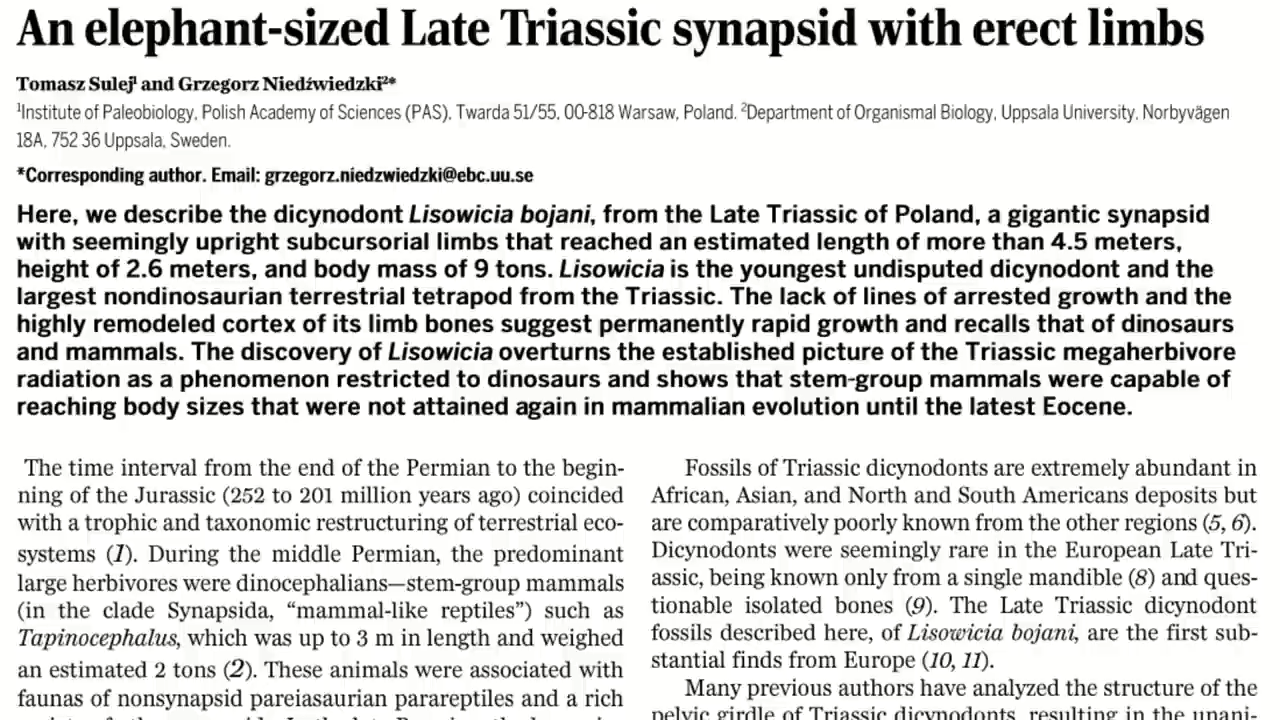 An elephant-sized Late Triassic synapsid with erect limbs
Tomasz Sulej¹ and Grzegorz Niedźwiedzki²*
¹Institute of Paleobiology, Polish Academy of Sciences (PAS), Twarda 51/55, 00-818 Warsaw, Poland. ²Department of Organismal Biology, Uppsala University, Norbyvägen
18A, 752 36 Uppsala, Sweden.
*Corresponding author. Email: grzegorz.niedzwiedzki@ebc.uu.se
Here, we describe the dicynodont Lisowicia bojani, from the Late Triassic of Poland, a gigantic synapsid
with seemingly upright subcursorial limbs that reached an estimated length of more than 4.5 meters,
height of 2.6 meters, and body mass of 9 tons. Lisowicia is the youngest undisputed dicynodont and the
largest nondinosaurian terrestrial tetrapod from the Triassic. The lack of lines of arrested growth and the
highly remodeled cortex of its limb bones suggest permanently rapid growth and recalls that of dinosaurs
and mammals. The discovery of Lisowicia overturns the established picture of the Triassic megaherbivore
radiation as a phenomenon restricted to dinosaurs and shows that stem-group mammals were capable of
reaching body sizes that were not attained again in mammalian evolution until the latest Eocene.
The time interval from the end of the Permian to the begin-
ning of the Jurassic (252 to 201 million years ago) coincided
with a trophic and taxonomic restructuring of terrestrial eco-
systems (1). During the middle Permian, the predominant
large herbivores were dinocephalians—stem-group mammals
(in the clade Synapsida, “mammal-like reptiles”) such as
Tapinocephalus, which was up to 3 m in length and weighed
an estimated 2 tons (2). These animals were associated with
faunas of nonsynapsid pareiasaurian parareptiles and a rich
Fossils of Triassic dicynodonts are extremely abundant in
African, Asian, and North and South Americans deposits but
are comparatively poorly known from the other regions (5, 6).
Dicynodonts were seemingly rare in the European Late Tri-
assic, being known only from a single mandible (8) and ques-
tionable isolated bones (9). The Late Triassic dicynodont
fossils described here, of Lisowicia bojani, are the first sub-
stantial finds from Europe (10, 11).
Many previous authors have analyzed the structure of the
pelvic girdle of Triassic dicynodonts, resulting in the unani-